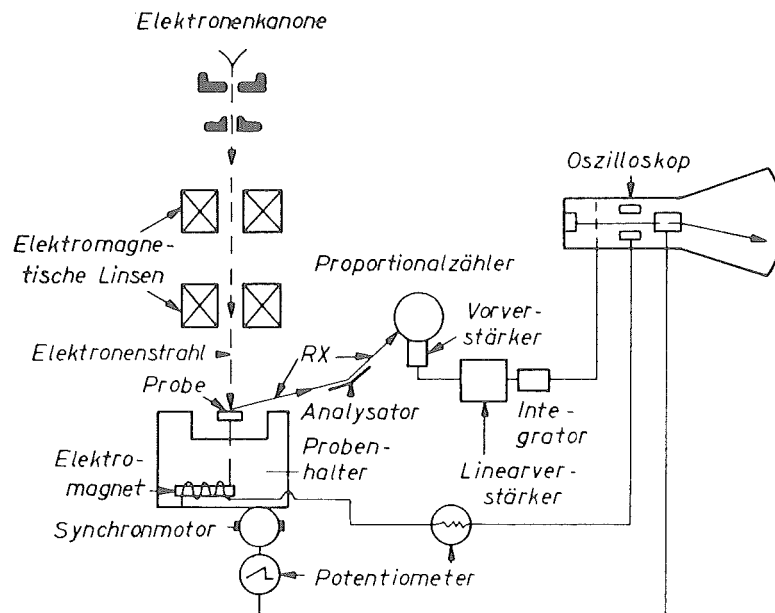 Elektronenkanone
Oszilloskop
Elektromagne-
tische Linsen
Proportionalzähler
Vorver-
stärker
Elektronenstrahl
RX
Probe
Analysator
Inte-
grator
Proben-
halter
Linearver-
stärker
Elektro-
magnet
Synchronmotor
Potentiometer